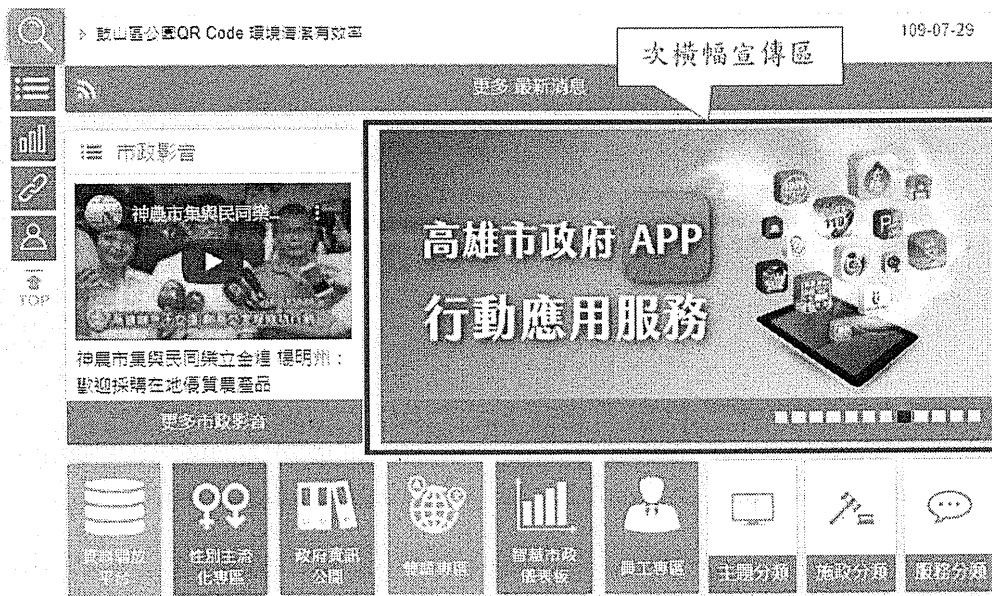 鼓山區公園QR Code 環境清潔有效率
109-07-29
次橫幅宣傳區
更多 最新消息
市政影音
神農市集與民同樂...
高雄市政府 APP
行動應用服務
TOP
神農市集與民同樂立金煌 楊明州：
歡迎採購在地優質農產品
更多市政影音
資料開放
平台
性別主流
化專區
政府資訊
公開
雙語專區
智慧市政
儀表板
員工專區
主題分類
施政分類
服務分類